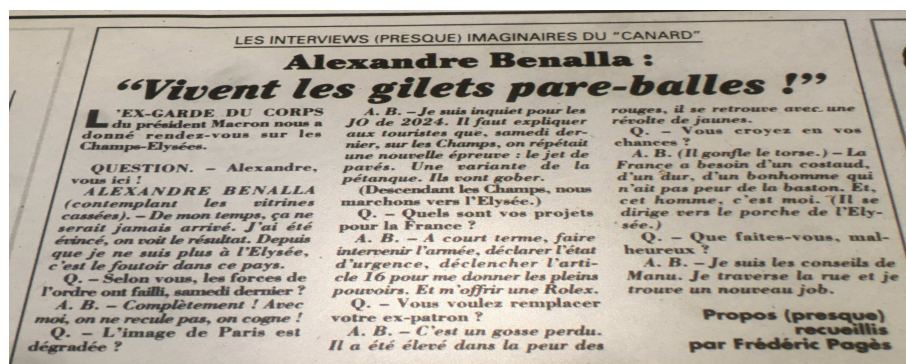 LES INTERVIEWS (PRESQUE) IMAGINAIRES DU "CANARD"
Alexandre Benalla :
“Vivent les gilets pare-balles !”
L'EX-GARDE DU CORPS
du président Macron nous a
donné rendez-vous sur les
Champs-Elysées.
QUESTION. – Alexandre,
vous ici !
ALEXANDRE BENALLA
(contemplant les vitrines
cassées). – De mon temps, ça ne
serait jamais arrivé. J'ai été
évincé, on voit le résultat. Depuis
que je ne suis plus à l'Elysée,
c'est le foutoir dans ce pays.
Q. – Selon vous, les forces de
l'ordre ont failli, samedi dernier ?
A. B. – Complètement ! Avec
moi, on ne recule pas, on cogne !
Q. – L'image de Paris est
dégradée ?
A. B. – Je suis inquiet pour les
JO de 2024. Il faut expliquer
aux touristes que, samedi der-
nier, sur les Champs, on répétait
une nouvelle épreuve : le jet de
pavés. Une variante de la
pétanque. Ils vont gober.
(Descendant les Champs, nous
marchons vers l'Elysée.)
Q. – Quels sont vos projets
pour la France ?
A. B. – A court terme, faire
intervenir l'armée, déclarer l'état
d'urgence, déclencher l'arti-
cle 16 pour me donner les pleins
pouvoirs. Et m'offrir une Rolex.
Q. – Vous voulez remplacer
votre ex-patron ?
A. B. – C'est un gosse perdu.
Il a été élevé dans la peur des
rouges, il se retrouve avec une
révolte de jaunes.
Q. – Vous croyez en vos
chances ?
A. B. (Il gonfle le torse.) – La
France a besoin d'un costaud,
d'un dur, d'un bonhomme qui
n'ait pas peur de la baston. Et,
cet homme, c'est moi. (Il se
dirige vers le porche de l'Ely-
sée.)
Q. – Que faites-vous, mal-
heureux ?
A. B. – Je suis les conseils de
Manu. Je traverse la rue et je
trouve un nouveau job.
Propos (presque)
recueillis
par Frédéric Pagès